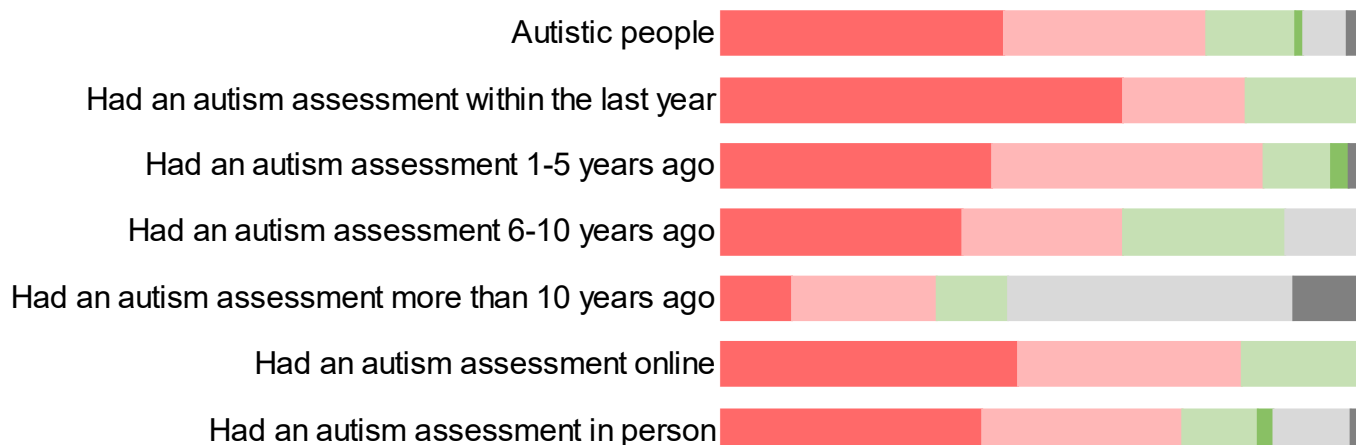 Autistic people
Had an autism assessment within the last year
Had an autism assessment 1-5 years ago
Had an autism assessment 6-10 years ago
Had an autism assessment more than 10 years ago
Had an autism assessment online
Had an autism assessment in person